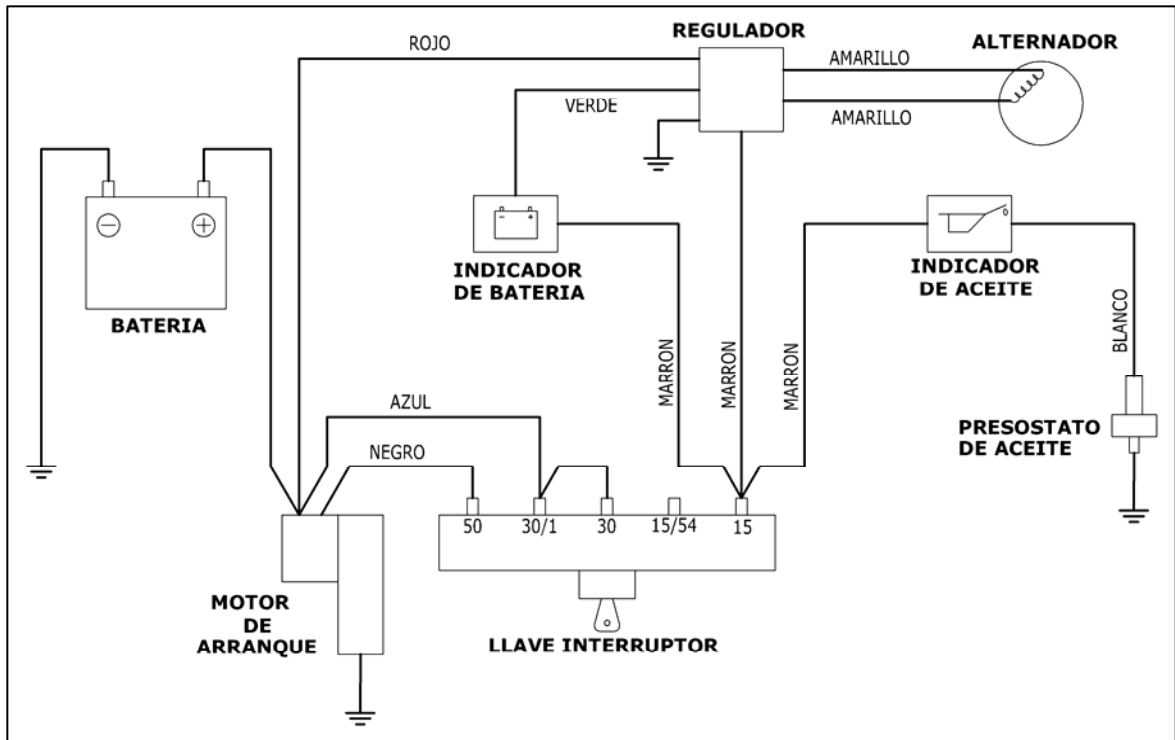 REGULADOR
ROJO
AMARILLO
ALTERNADOR
VERDE
AMARILLO
BATERIA
INDICADOR
DE BATERIA
INDICADOR
DE ACEITE
MARRON
MARRON
MARRON
BLANCO
AZUL
NEGRO
PRESOSTATO
DE ACEITE
50
30/1
30
15/54
15
MOTOR
DE
ARRANQUE
LLAVE INTERRUPTOR